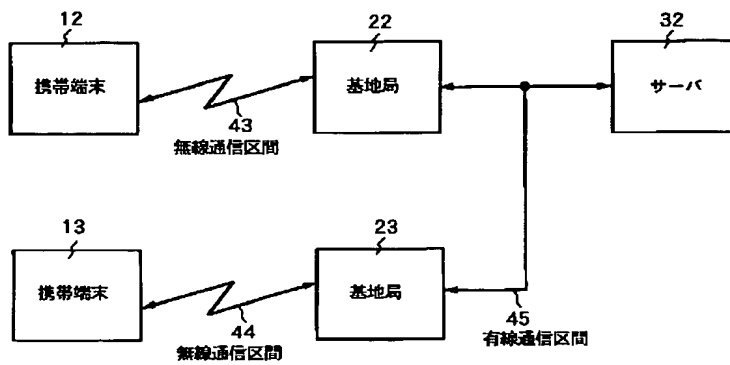 12
22
32
携帯端末
基地局
サーバ
43
無線通信区間
13
23
携帯端末
基地局
44
無線通信区間
45
有線通信区間